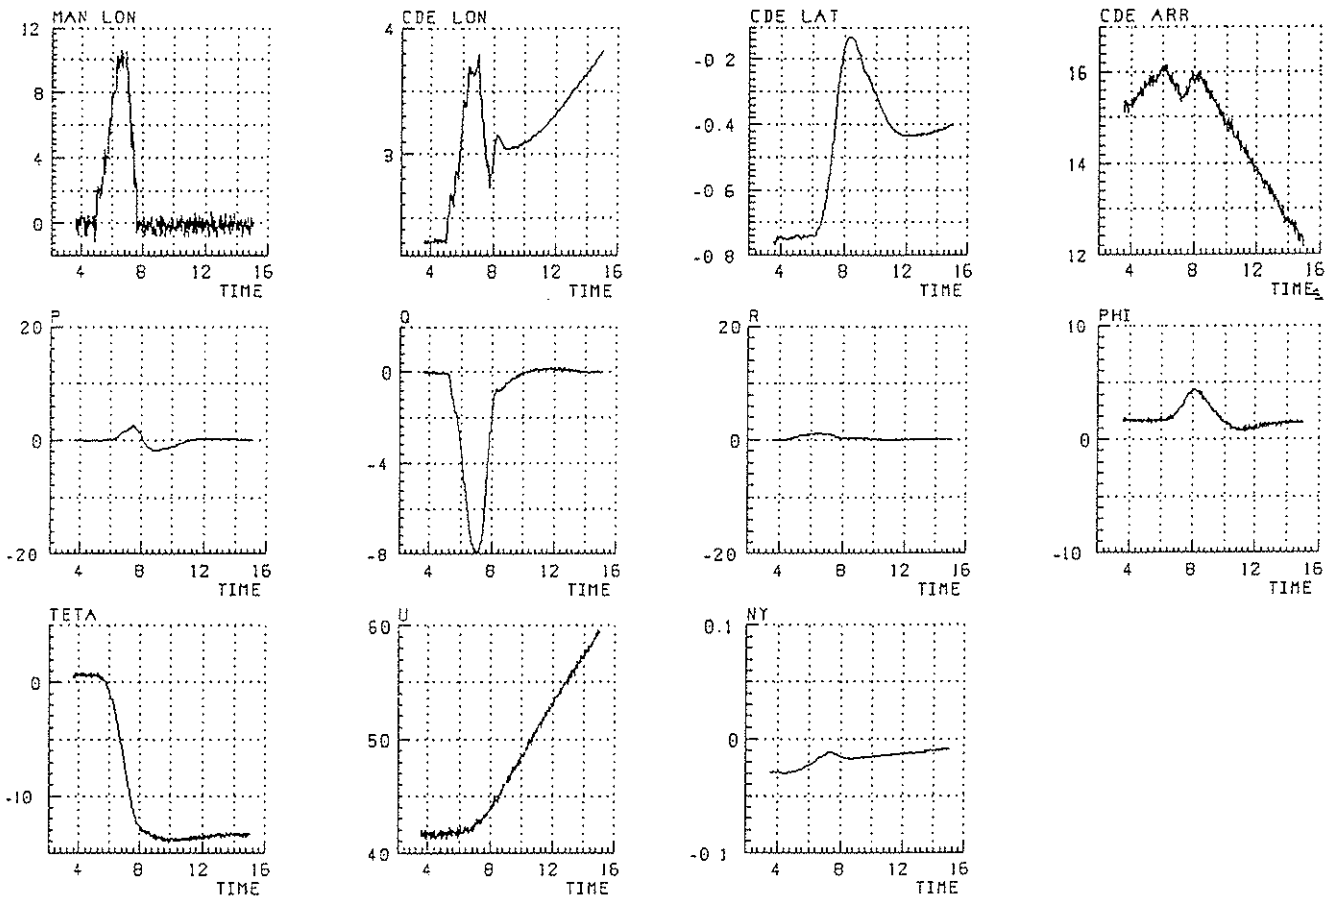 MAN LON
12
8
4
0
4 8 12 16
TIME
CDE LON
4
3
4 8 12 16
TIME
CDE LAT
-0 2
-0.4
-0 6
-0 8
4 8 12 16
TIME
CDE ARR
16
14
12
4 8 12 16
TIME
P
20
0
-20
4 8 12 16
TIME
Q
0
-4
-8
4 8 12 16
TIME
R
20
0
-20
4 8 12 16
TIME
PHI
10
0
-10
4 8 12 16
TIME
TETA
0
-10
4 8 12 16
TIME
U
60
50
40
4 8 12 16
TIME
NY
0.1
0
-0 1
4 8 12 16
TIME